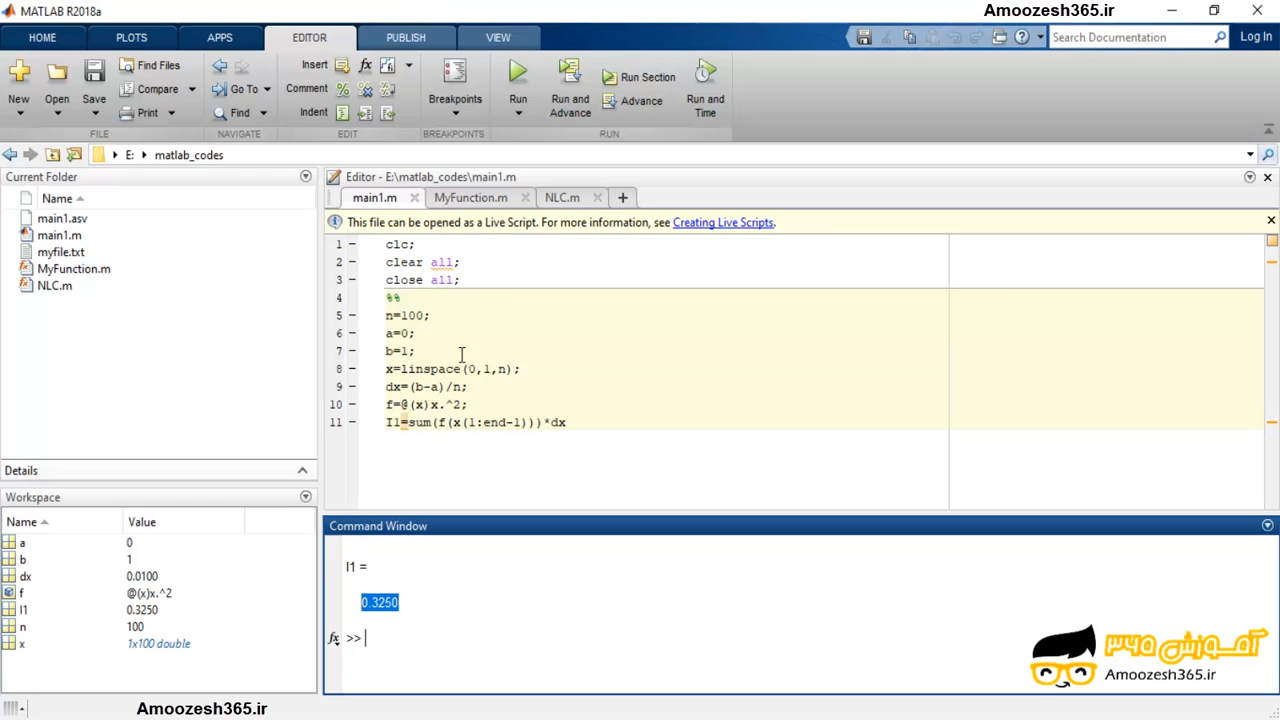 MATLAB R2018a
Amoozesh365.ir
HOME PLOTS APPS EDITOR PUBLISH VIEW
Search Documentation
Log In
New Open Save
Find Files
Compare
Print
FILE
Go To
Find
NAVIGATE
Insert fx
Comment
Indent
EDIT
Breakpoints
BREAKPOINTS
Run
Run and
Advance
Run Section
Advance
Run and
Time
RUN
E: matlab_codes
Current Folder
Name
main1.asv
main1.m
myfile.txt
MyFunction.m
NLC.m
Details
Workspace
Name Value
a 0
b 1
dx 0.0100
f @(x)x.^2
I1 0.3250
n 100
x 1x100 double
Editor - E:\matlab_codes\main1.m
main1.m MyFunction.m NLC.m
This file can be opened as a Live Script. For more information, see Creating Live Scripts.
1 clc;
2 clear all;
3 close all;
4 %%
5 n=100;
6 a=0;
7 b=1;
8 x=linspace(0,1,n);
9 dx=(b-a)/n;
10 f=@(x)x.^2;
11 I1=sum(f(x(1:end-1)))*dx
Command Window
I1 =
0.3250
fx >>
آموزش ۳۶۵
Amoozesh365.ir
Amoozesh365.ir